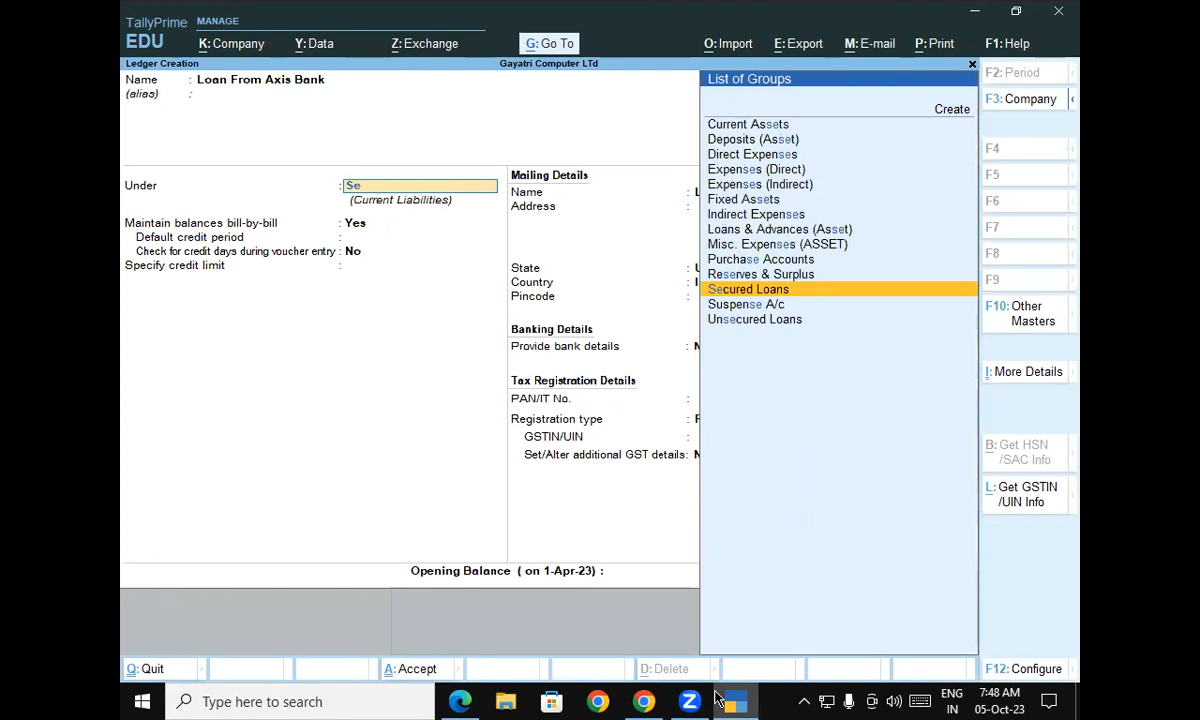 TallyPrime MANAGE
EDU K: Company Y: Data Z: Exchange G: Go To O: Import E: Export M: E-mail P: Print F1: Help
Ledger Creation Gayatri Computer LTd
Name : Loan From Axis Bank
(alias) :
Under : Se
(Current Liabilities)
Maintain balances bill-by-bill : Yes
Default credit period :
Check for credit days during voucher entry : No
Specify credit limit :
Mailing Details
Name :
Address :
State :
Country :
Pincode :
Banking Details
Provide bank details :
Tax Registration Details
PAN/IT No. :
Registration type :
GSTIN/UIN :
Set/Alter additional GST details:
Opening Balance ( on 1-Apr-23) :
List of Groups
Create
Current Assets
Deposits (Asset)
Direct Expenses
Expenses (Direct)
Expenses (Indirect)
Fixed Assets
Indirect Expenses
Loans & Advances (Asset)
Misc. Expenses (ASSET)
Purchase Accounts
Reserves & Surplus
Secured Loans
Suspense A/c
Unsecured Loans
F2: Period
F3: Company
F4
F5
F6
F7
F8
F9
F10: Other
Masters
I: More Details
B: Get HSN
/SAC Info
L: Get GSTIN
/UIN Info
Q: Quit A: Accept D: Delete F12: Configure
Type here to search
ENG
IN
7:48 AM
05-Oct-23